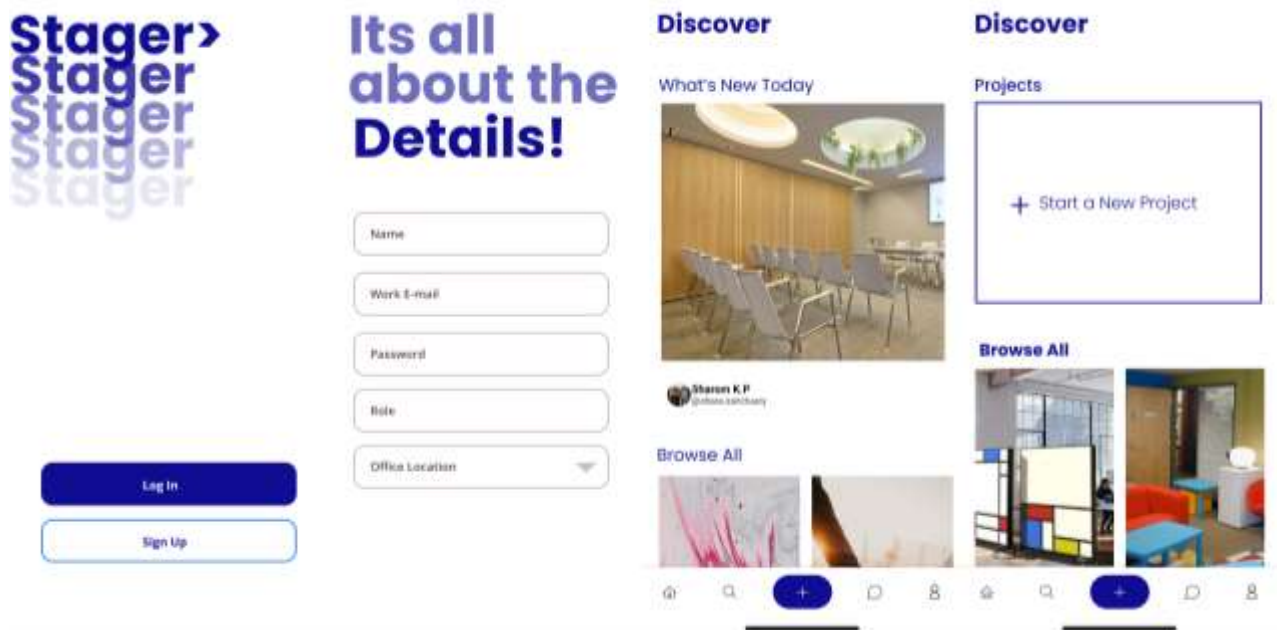 Stager>
Stager
Stager
Stager
Stager
Log In
Sign Up
Its all
about the
Details!
Name
Work E-mail
Password
Role
Office Location
Discover
What's New Today
Sharon K.P
Browse All
Discover
Projects
+ Start a New Project
Browse All